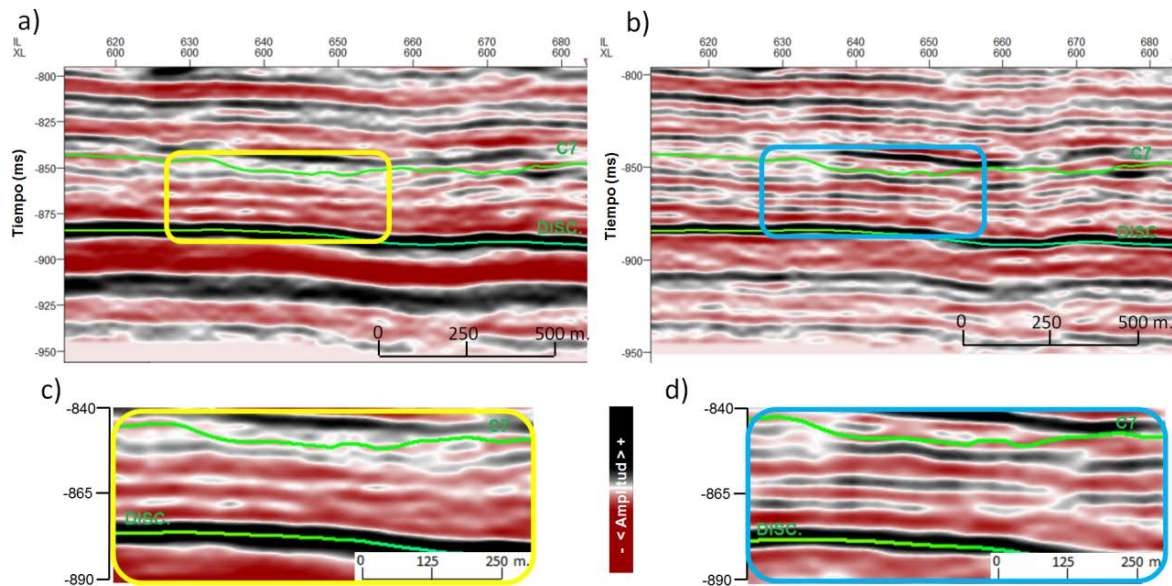 a)
IL 620 630 640 650 660 670 680
XL 600 600 600 600 600 600 600
Tiempo (ms)
-800
-825
-850
-875
-900
-925
-950
C7
DISC.
0 250 500 m.
b)
IL 620 630 640 650 660 670 680
XL 600 600 600 600 600 600 600
Tiempo (ms)
-800
-825
-850
-875
-900
-925
-950
C7
DISC.
0 250 500 m.
c)
-840
-865
-890
C7
DISC.
0 125 250 m.
- < Amplitud > +
d)
-840
-865
-890
C7
DISC.
0 125 250 m.